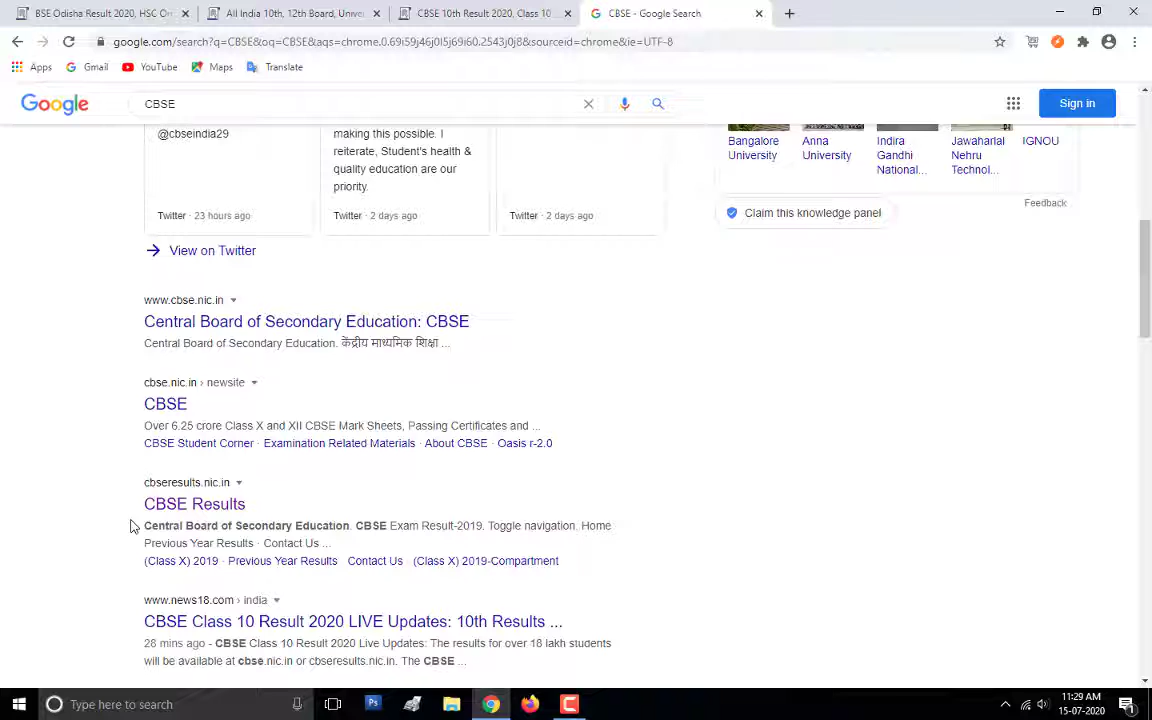 BSE Odisha Result 2020, HSC O
All India 10th, 12th Board, Unive
CBSE 10th Result 2020, Class 10
CBSE - Google Search
google.com/search?q=CBSE&oq=CBSE&aqs=chrome.0.69i59j46j0l5j69i60.2543j0j8&sourceid=chrome&ie=UTF-8
Apps Gmail YouTube Maps Translate
Google CBSE Sign in
@cbseindia29
Twitter · 23 hours ago
making this possible. I
reiterate, Student's health &
quality education are our
priority.
Twitter · 2 days ago
Twitter · 2 days ago
View on Twitter
Bangalore
University
Anna
University
Indira
Gandhi
National...
Jawaharlal
Nehru
Technol...
IGNOU
Claim this knowledge panel
Feedback
www.cbse.nic.in
Central Board of Secondary Education: CBSE
Central Board of Secondary Education. केंद्रीय माध्यमिक शिक्षा ...
cbse.nic.in › newsite
CBSE
Over 6.25 crore Class X and XII CBSE Mark Sheets, Passing Certificates and ...
CBSE Student Corner · Examination Related Materials · About CBSE · Oasis r-2.0
cbseresults.nic.in
CBSE Results
Central Board of Secondary Education. CBSE Exam Result-2019. Toggle navigation. Home
Previous Year Results · Contact Us ...
(Class X) 2019 · Previous Year Results Contact Us (Class X) 2019-Compartment
www.news18.com › india
CBSE Class 10 Result 2020 LIVE Updates: 10th Results ...
28 mins ago - CBSE Class 10 Result 2020 Live Updates: The results for over 18 lakh students
will be available at cbse.nic.in or cbseresults.nic.in. The CBSE ...
Type here to search
Ps
11:29 AM
15-07-2020
1